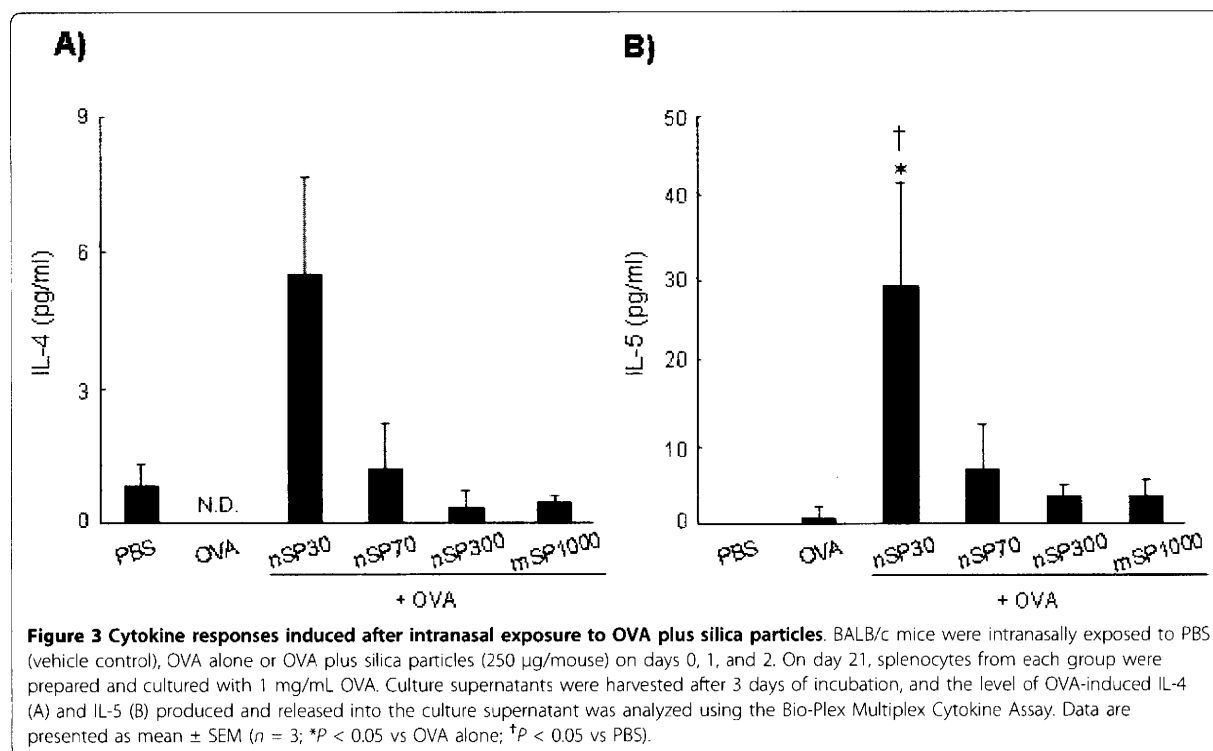 A)
B)
9
6
3
0
IL-4 (pg/ml)
N.D.
PBS OVA nSP30 nSP70 nSP300 mSP1000
+ OVA
50
40
30
20
10
0
IL-5 (pg/ml)
†
*
PBS OVA nSP30 nSP70 nSP300 mSP1000
+ OVA
Figure 3 Cytokine responses induced after intranasal exposure to OVA plus silica particles. BALB/c mice were intranasally exposed to PBS
(vehicle control), OVA alone or OVA plus silica particles (250 μg/mouse) on days 0, 1, and 2. On day 21, splenocytes from each group were
prepared and cultured with 1 mg/mL OVA. Culture supernatants were harvested after 3 days of incubation, and the level of OVA-induced IL-4
(A) and IL-5 (B) produced and released into the culture supernatant was analyzed using the Bio-Plex Multiplex Cytokine Assay. Data are
presented as mean ± SEM (n = 3; *P < 0.05 vs OVA alone; †P < 0.05 vs PBS).